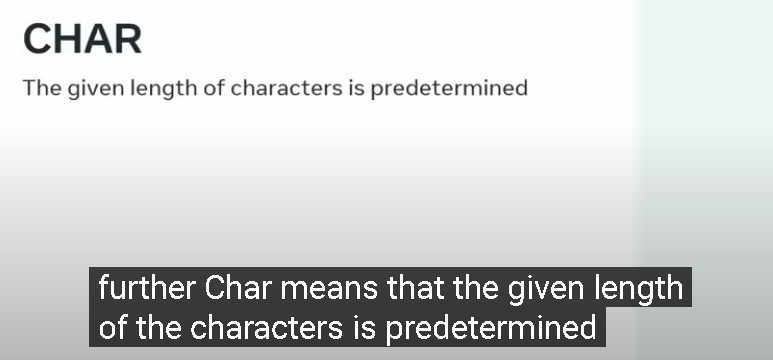 CHAR
The given length of characters is predetermined
further Char means that the given length
of the characters is predetermined